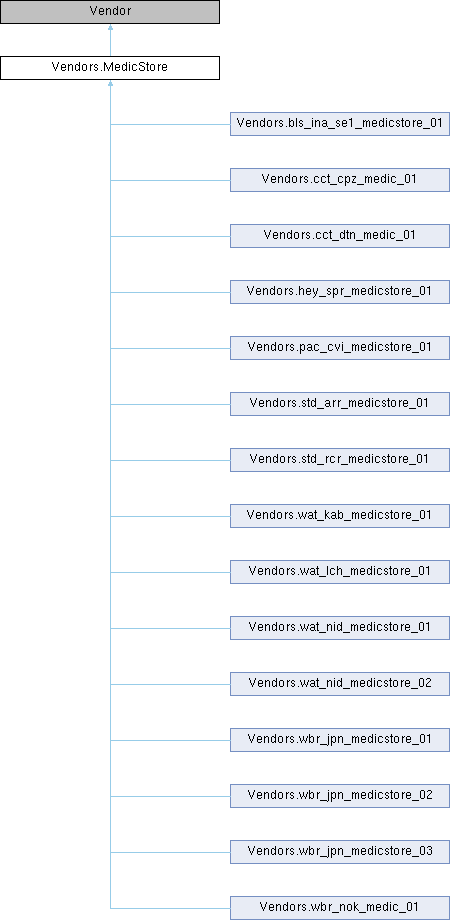 Vendor
Vendors.MedicStore
Vendors.bls_ina_se1_medicstore_01
Vendors.cct_cpz_medic_01
Vendors.cct_dtn_medic_01
Vendors.hey_spr_medicstore_01
Vendors.pac_cvi_medicstore_01
Vendors.std_arr_medicstore_01
Vendors.std_rcr_medicstore_01
Vendors.wat_kab_medicstore_01
Vendors.wat_lch_medicstore_01
Vendors.wat_nid_medicstore_01
Vendors.wat_nid_medicstore_02
Vendors.wbr_jpn_medicstore_01
Vendors.wbr_jpn_medicstore_02
Vendors.wbr_jpn_medicstore_03
Vendors.wbr_nok_medic_01